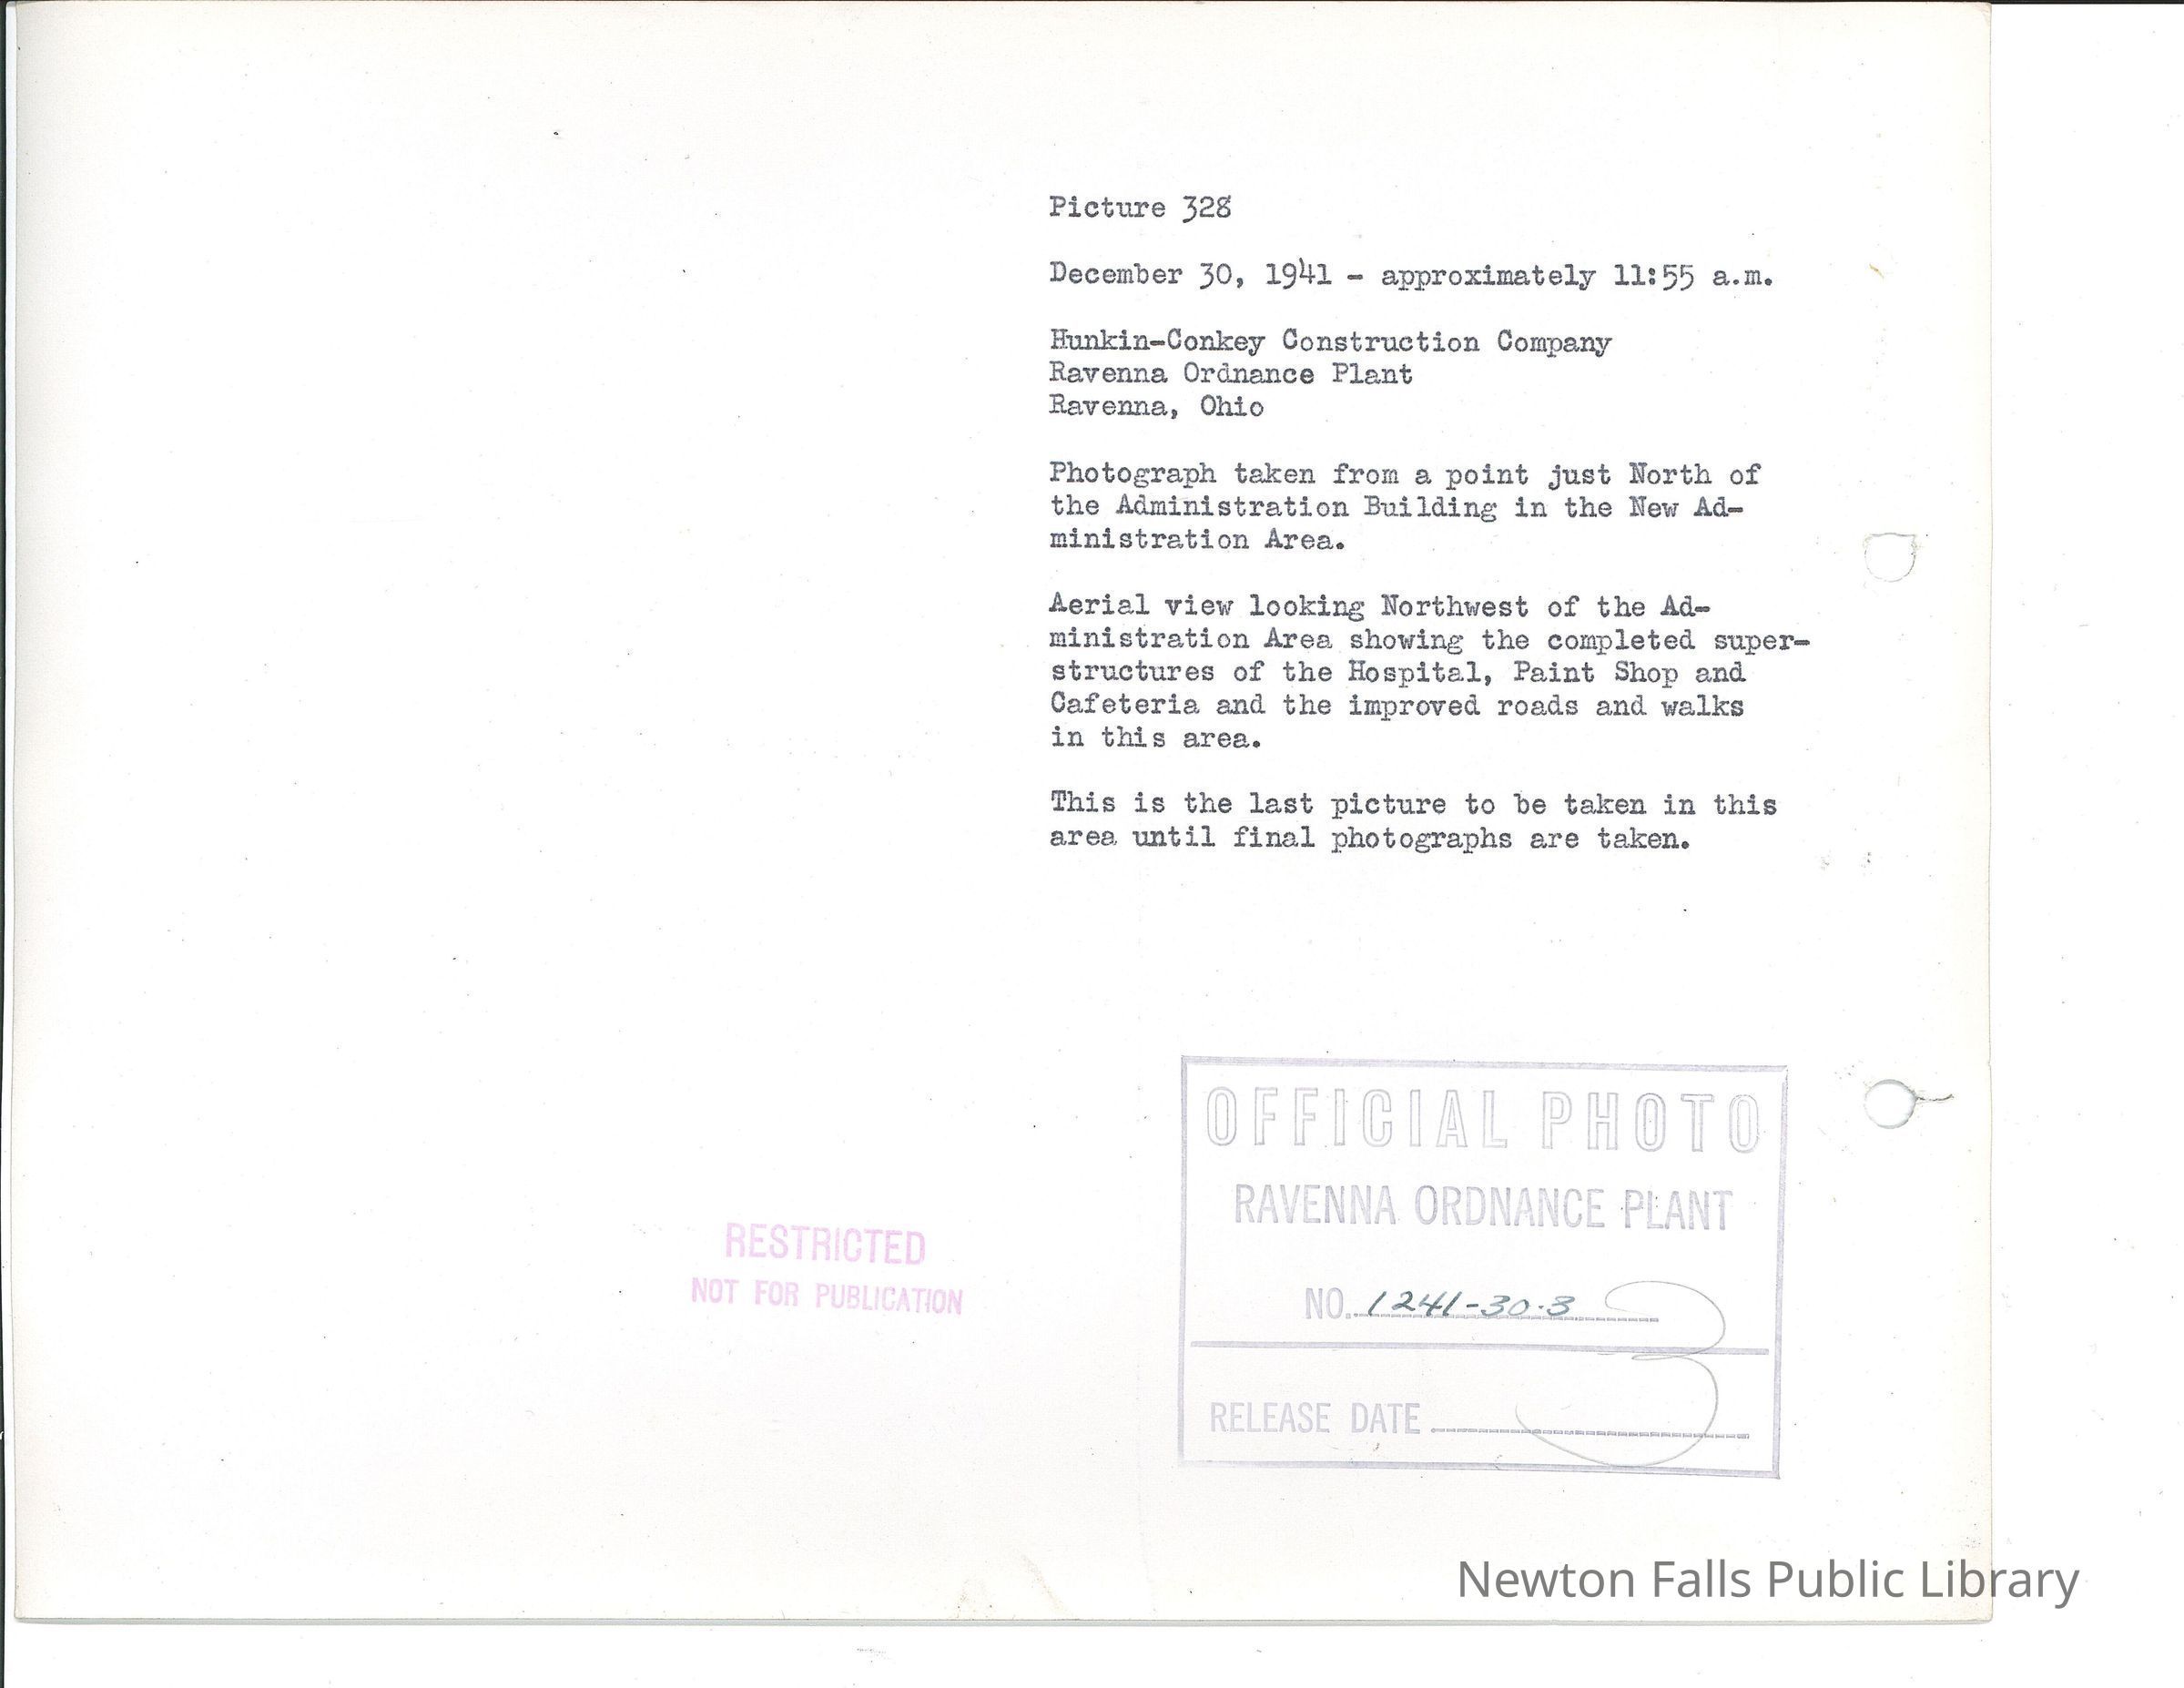 Picture 328
December 30, 1941 - approximately 11:55 a.m.
Hunkin-Conkey Construction Company
Ravenna Ordnance Plant
Ravenna, Ohio
Photograph taken from a point just North of
the Administration Building in the New Ad-
ministration Area.
Aerial view looking Northwest of the Ad-
ministration Area showing the completed super-
structures of the Hospital, Paint Shop and
Cafeteria and the improved roads and walks
in this area.
This is the last picture to be taken in this
area until final photographs are taken.
OFFICIAL PHOTO
RAVENNA ORDNANCE PLANT
NO. 1241-30-3
RELEASE DATE
3
RESTRICTED
NOT FOR PUBLICATION
Newton Falls Public Library